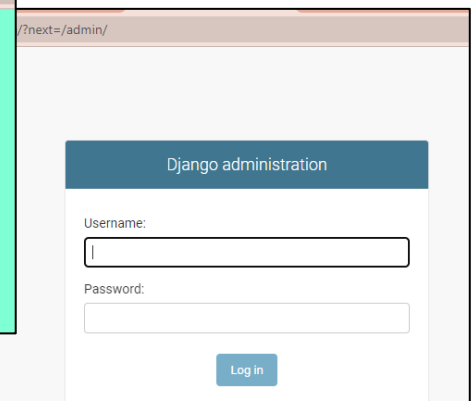 /?next=/admin/
Django administration
Username:
Password:
Log in